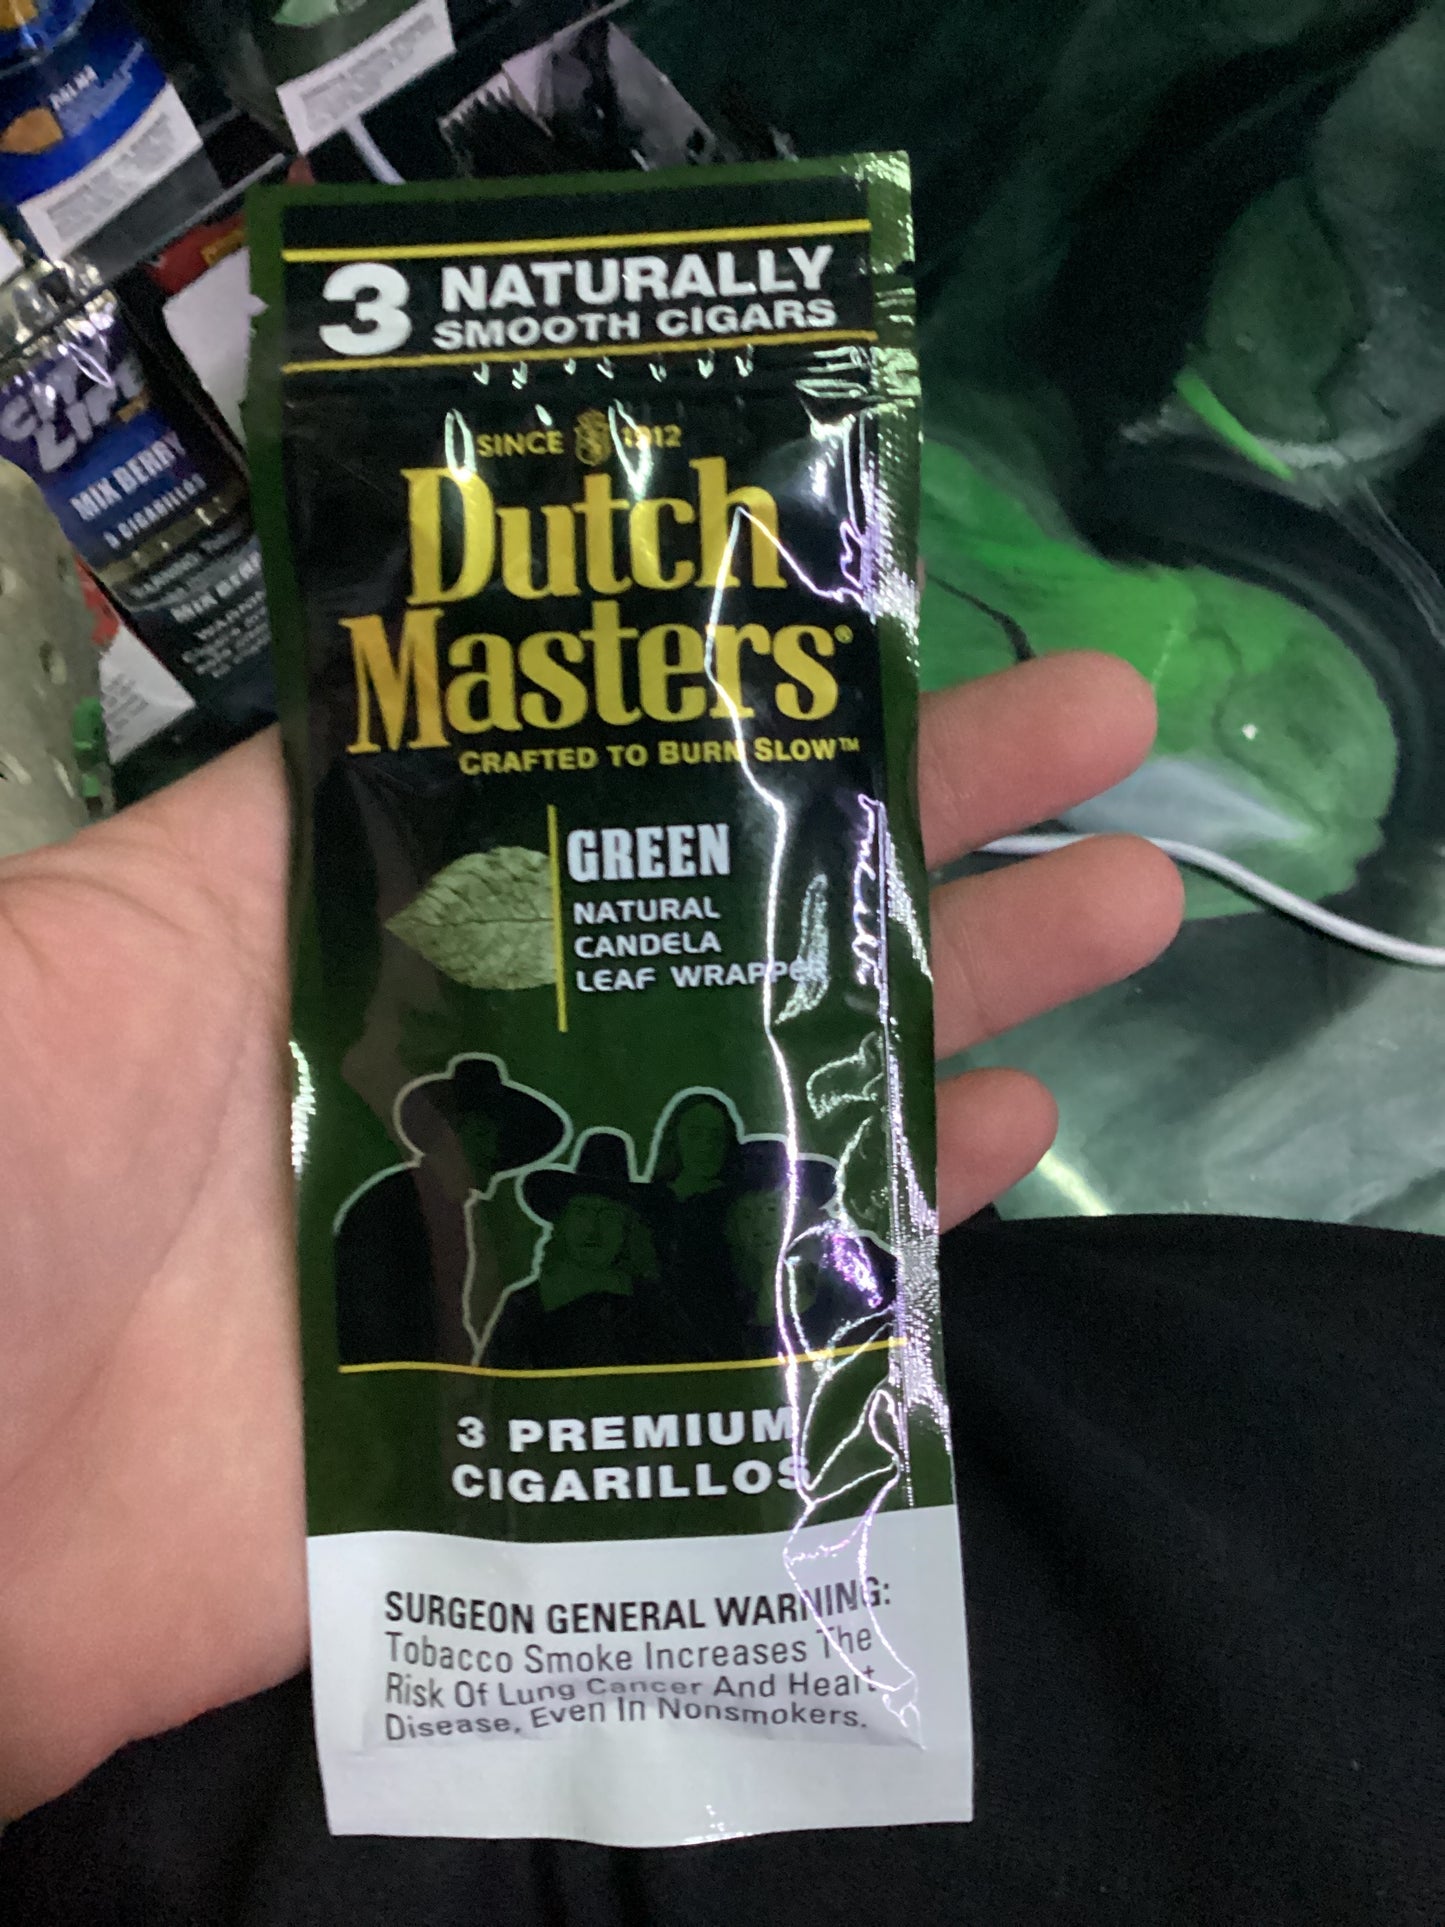 3 NATURALLY
SMOOTH CIGARS
SINCE 1912
Dutch
Masters®
CRAFTED TO BURN SLOW™
GREEN
NATURAL
CANDELA
LEAF WRAPPER
3 PREMIUM
CIGARILLOS
SURGEON GENERAL WARNING:
Tobacco Smoke Increases The
Risk Of Lung Cancer And Heart
Disease, Even In Nonsmokers.
MIX BERRY